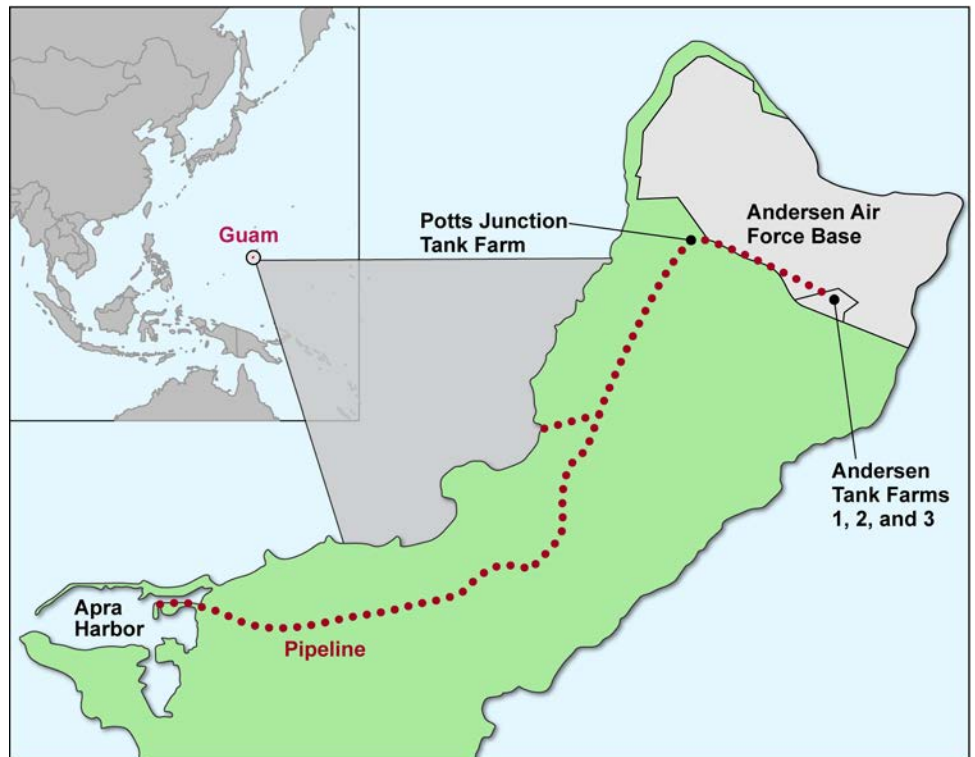 Guam
Potts Junction
Tank Farm
Andersen Air
Force Base
Andersen
Tank Farms
1, 2, and 3
Apra
Harbor
Pipeline